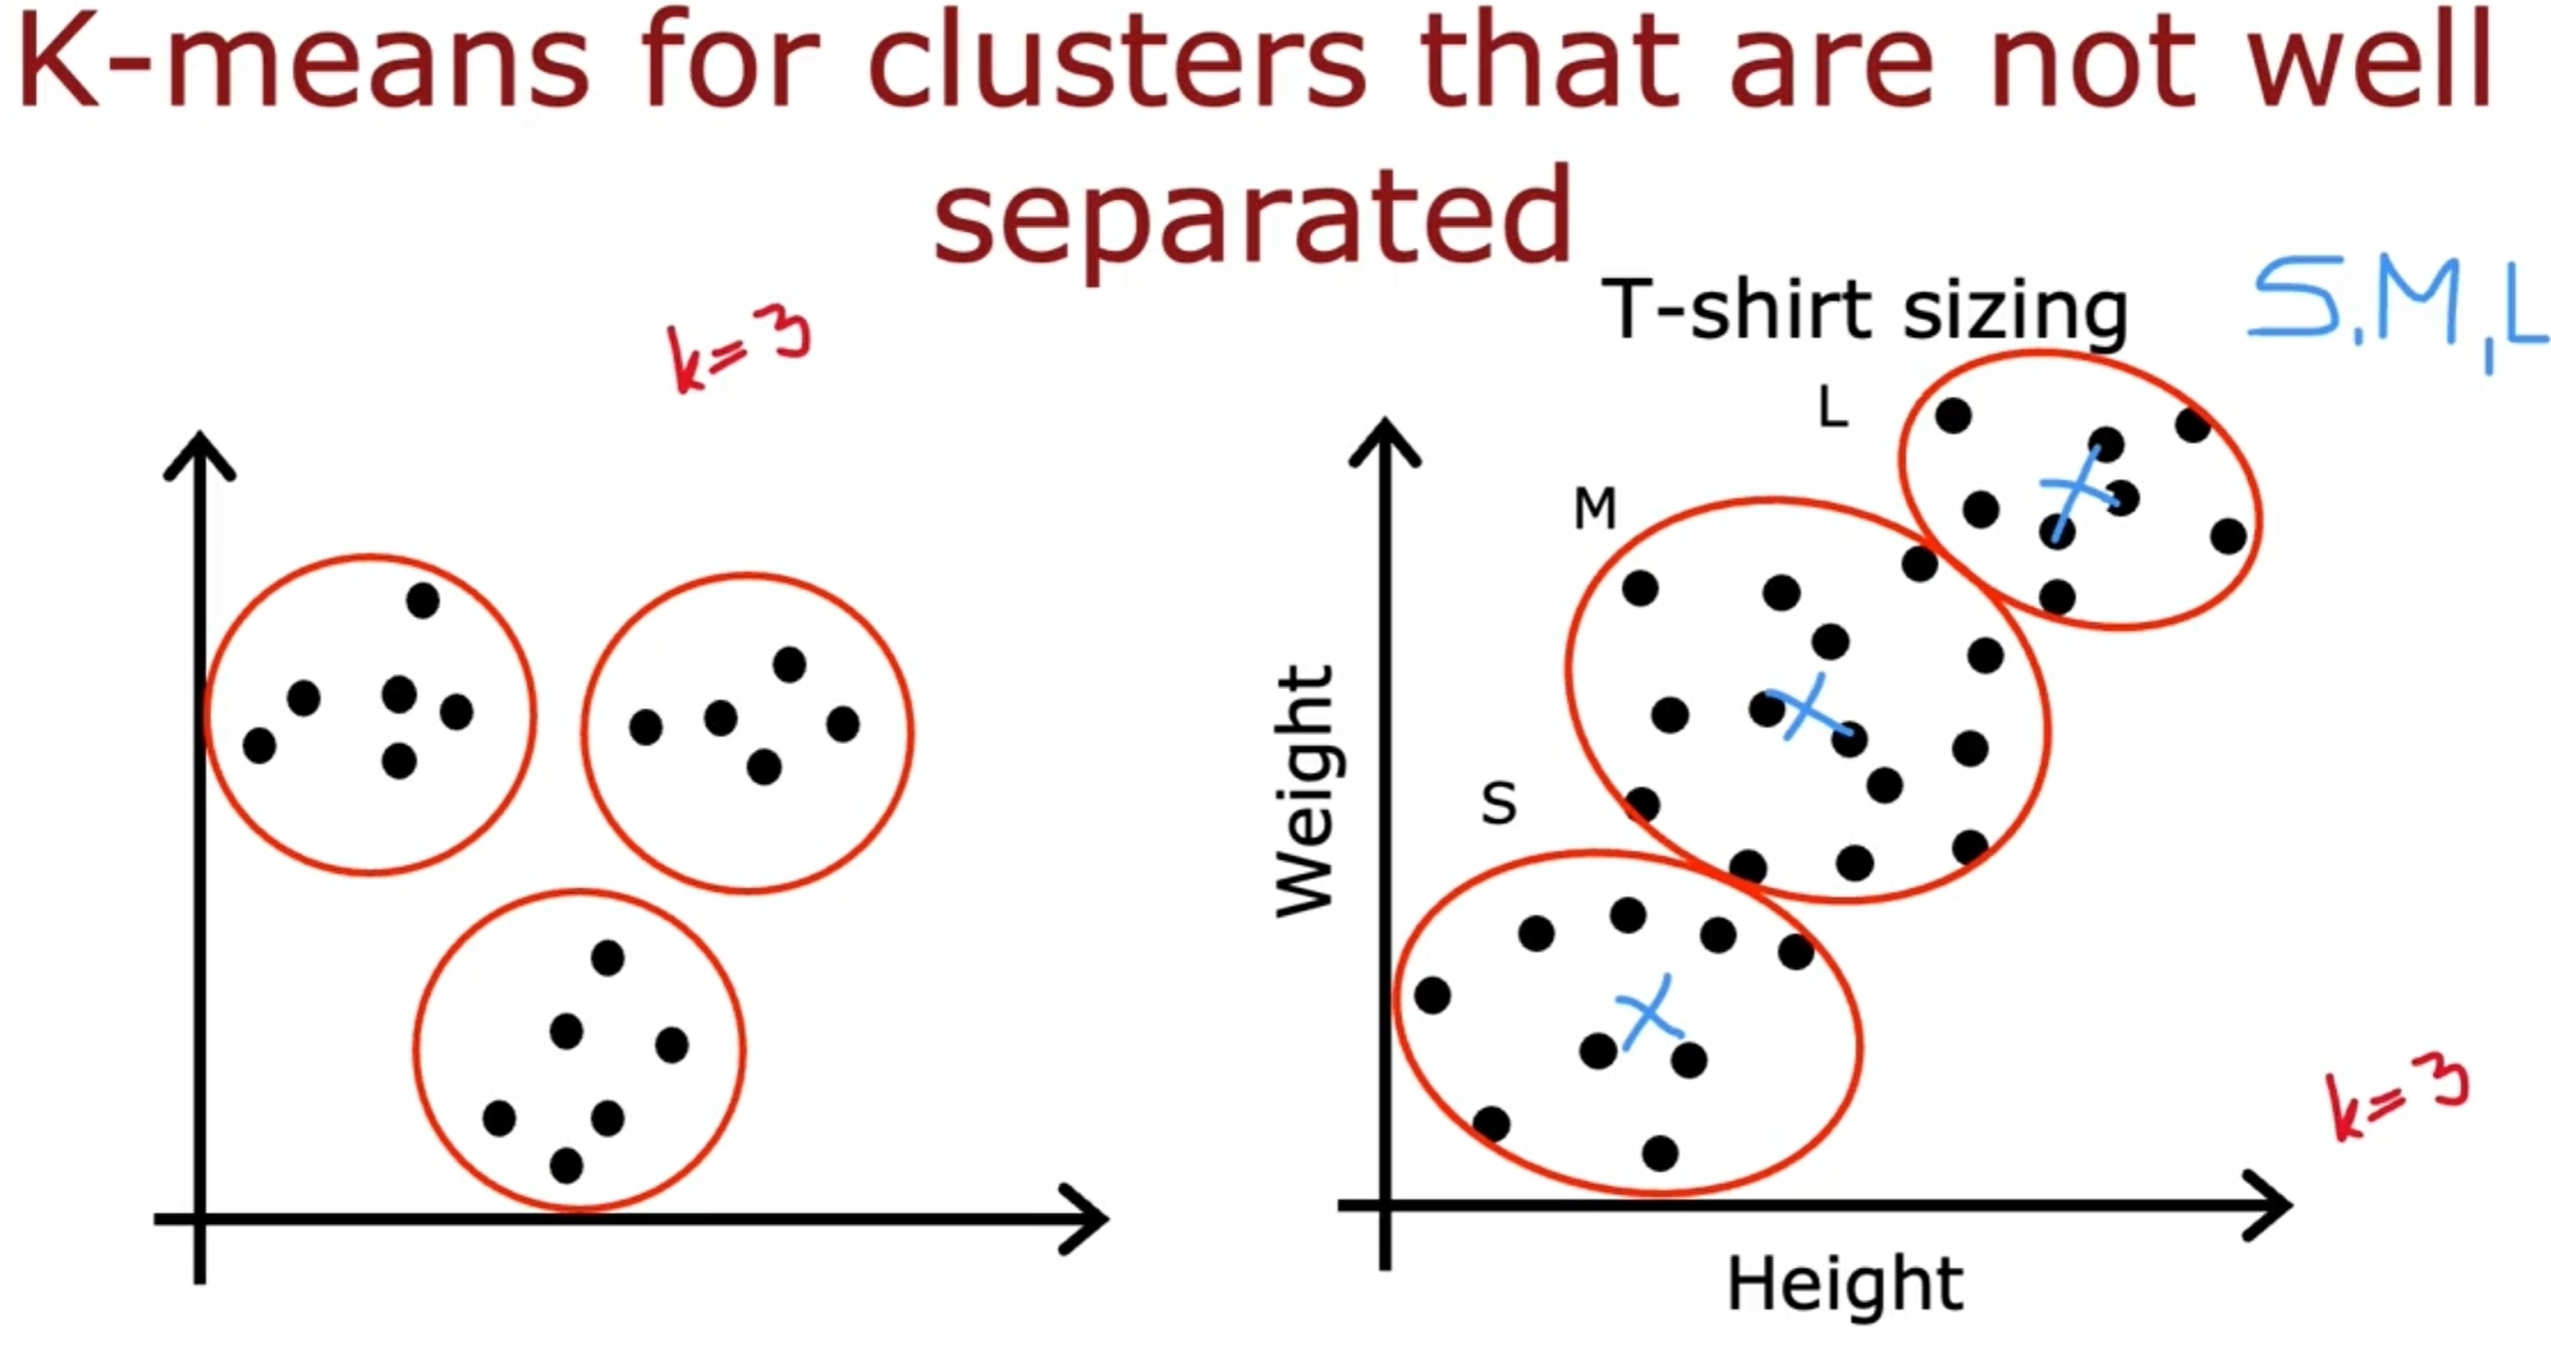 K-means for clusters that are not well
separated
k=3
T-shirt sizing
S,M,L
L
M
S
Weight
Height
k=3